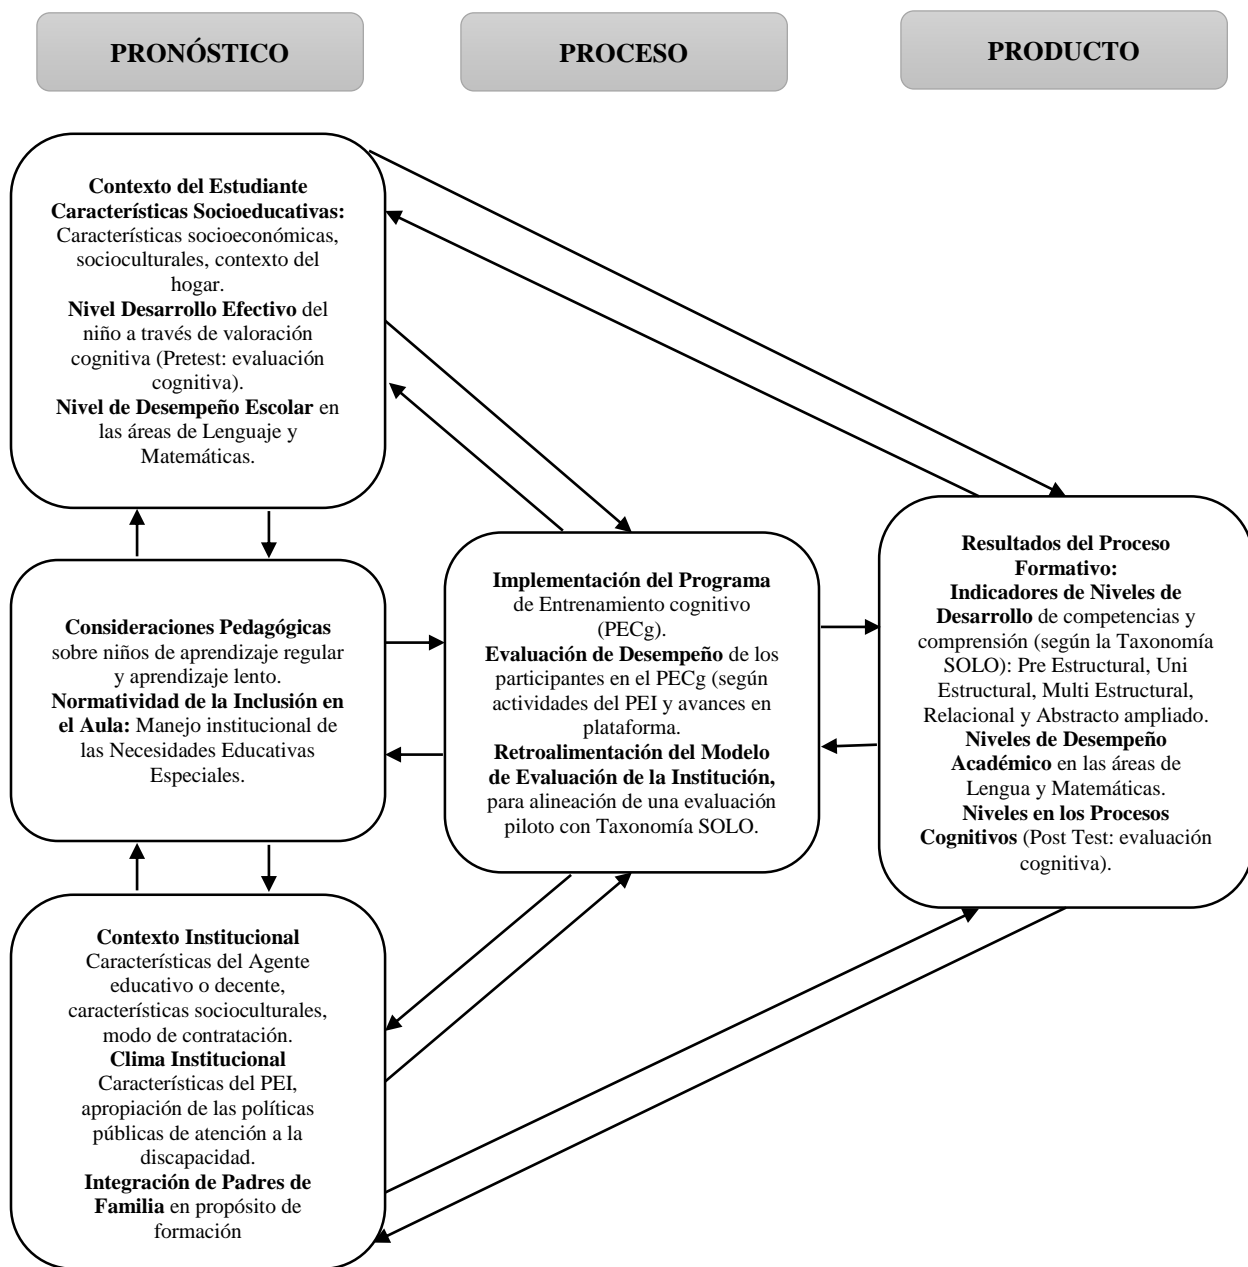 PRONÓSTICO
PROCESO
PRODUCTO
Contexto del Estudiante
Características Socioeducativas:
Características socioeconómicas,
socioculturales, contexto del
hogar.
Nivel Desarrollo Efectivo del
niño a través de valoración
cognitiva (Pretest: evaluación
cognitiva).
Nivel de Desempeño Escolar en
las áreas de Lenguaje y
Matemáticas.
Consideraciones Pedagógicas
sobre niños de aprendizaje regular
y aprendizaje lento.
Normatividad de la Inclusión en
el Aula: Manejo institucional de
las Necesidades Educativas
Especiales.
Contexto Institucional
Características del Agente
educativo o decente,
características socioculturales,
modo de contratación.
Clima Institucional
Características del PEI,
apropiación de las políticas
públicas de atención a la
discapacidad.
Integración de Padres de
Familia en propósito de
formación
Implementación del Programa
de Entrenamiento cognitivo
(PECg).
Evaluación de Desempeño de los
participantes en el PECg (según
actividades del PEI y avances en
plataforma.
Retroalimentación del Modelo
de Evaluación de la Institución,
para alineación de una evaluación
piloto con Taxonomía SOLO.
Resultados del Proceso
Formativo:
Indicadores de Niveles de
Desarrollo de competencias y
comprensión (según la Taxonomía
SOLO): Pre Estructural, Uni
Estructural, Multi Estructural,
Relacional y Abstracto ampliado.
Niveles de Desempeño
Académico en las áreas de
Lengua y Matemáticas.
Niveles en los Procesos
Cognitivos (Post Test: evaluación
cognitiva).